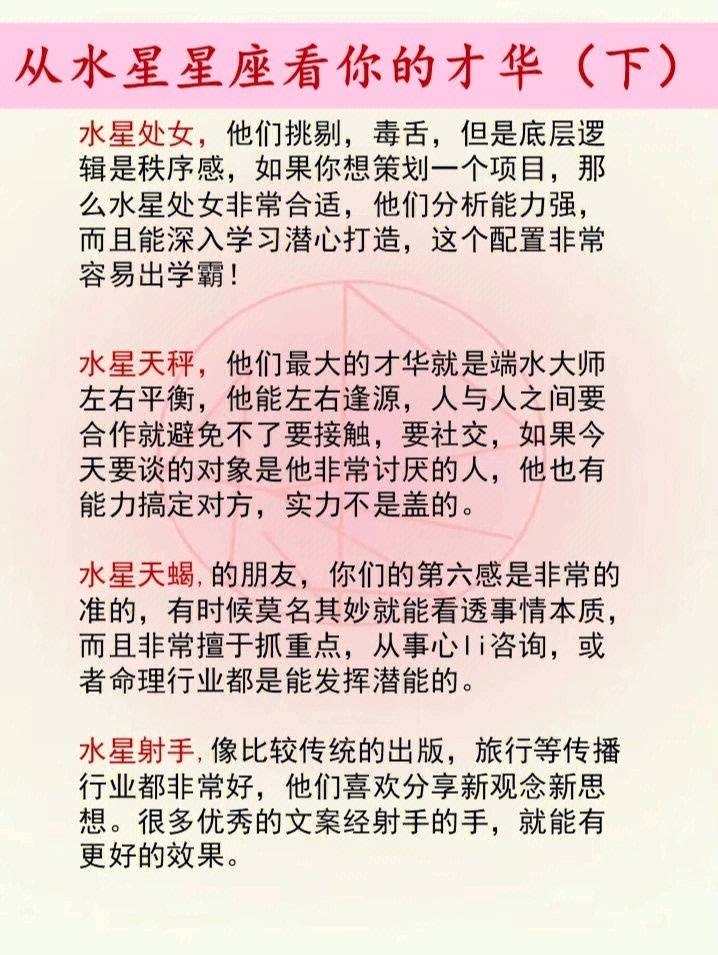 从水星星座看你的才华（下）
水星处女，他们挑剔，毒舌，但是底层逻
辑是秩序感，如果你想策划一个项目，那
么水星处女非常合适，他们分析能力强，
而且能深入学习潜心打造，这个配置非常
容易出学霸！
水星天秤，他们最大的才华就是端水大师
左右平衡，他能左右逢源，人与人之间要
合作就避免不了要接触，要社交，如果今
天要谈的对象是他非常讨厌的人，他也有
能力搞定对方，实力不是盖的。
水星天蝎,的朋友，你们的第六感是非常的
准的，有时候莫名其妙就能看透事情本质，
而且非常擅于抓重点，从事心li咨询，或
者命理行业都是能发挥潜能的。
水星射手,像比较传统的出版，旅行等传播
行业都非常好，他们喜欢分享新观念新思
想。很多优秀的文案经射手的手，就能有
更好的效果。